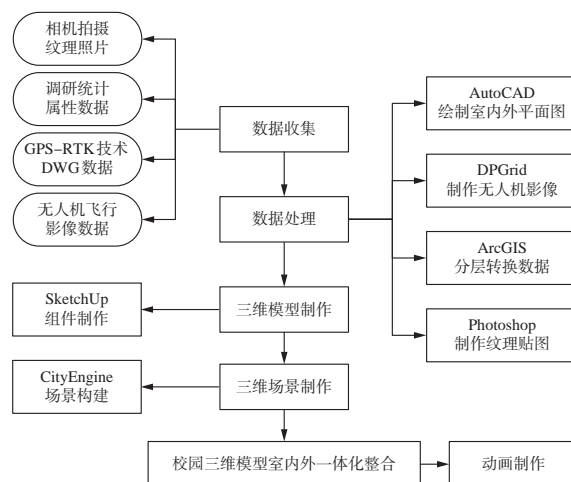 相机拍摄
纹理照片
调研统计
属性数据
GPS–RTK技术
DWG数据
无人机飞行
影像数据
数据收集
数据处理
三维模型制作
三维场景制作
SketchUp
组件制作
CityEngine
场景构建
AutoCAD
绘制室内外平面图
DPGrid
制作无人机影像
ArcGIS
分层转换数据
Photoshop
制作纹理贴图
校园三维模型室内外一体化整合
动画制作